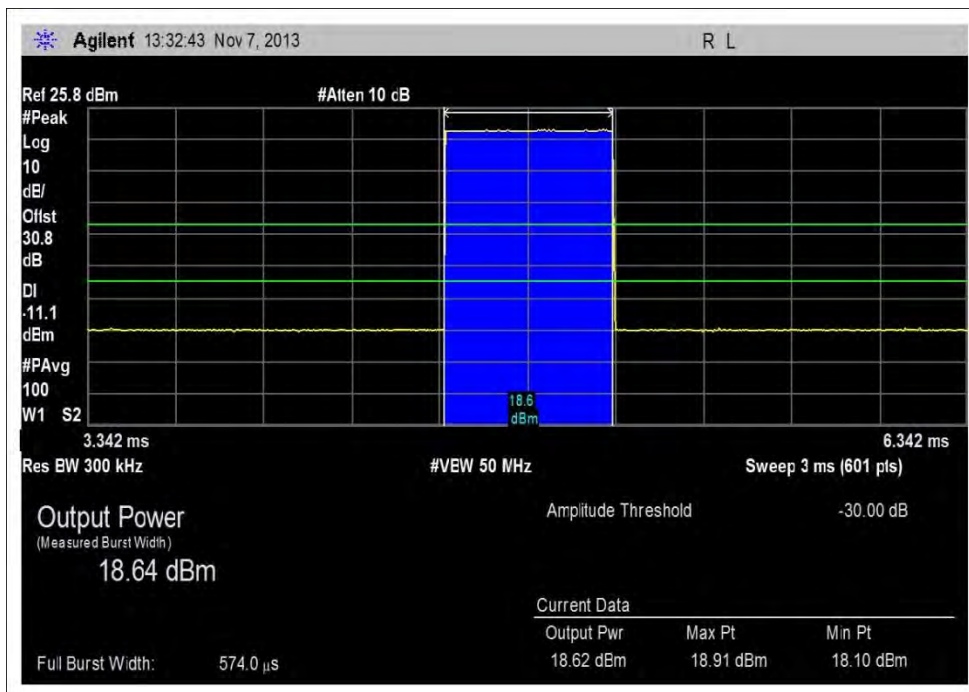 Agilent 13:32:43 Nov 7, 2013 R L
Ref 25.8 dBm #Atten 10 dB
#Peak
Log
10
dB/
Offst
30.8
dB
DI
-11.1
dBm
#PAvg
100
W1 S2
18.6
dBm
3.342 ms 6.342 ms
Res BW 300 kHz #VBW 50 MHz Sweep 3 ms (601 pts)
Output Power
(Measured Burst Width)
18.64 dBm
Amplitude Threshold -30.00 dB
Current Data
Output Pwr Max Pt Min Pt
18.62 dBm 18.91 dBm 18.10 dBm
Full Burst Width: 574.0 µs